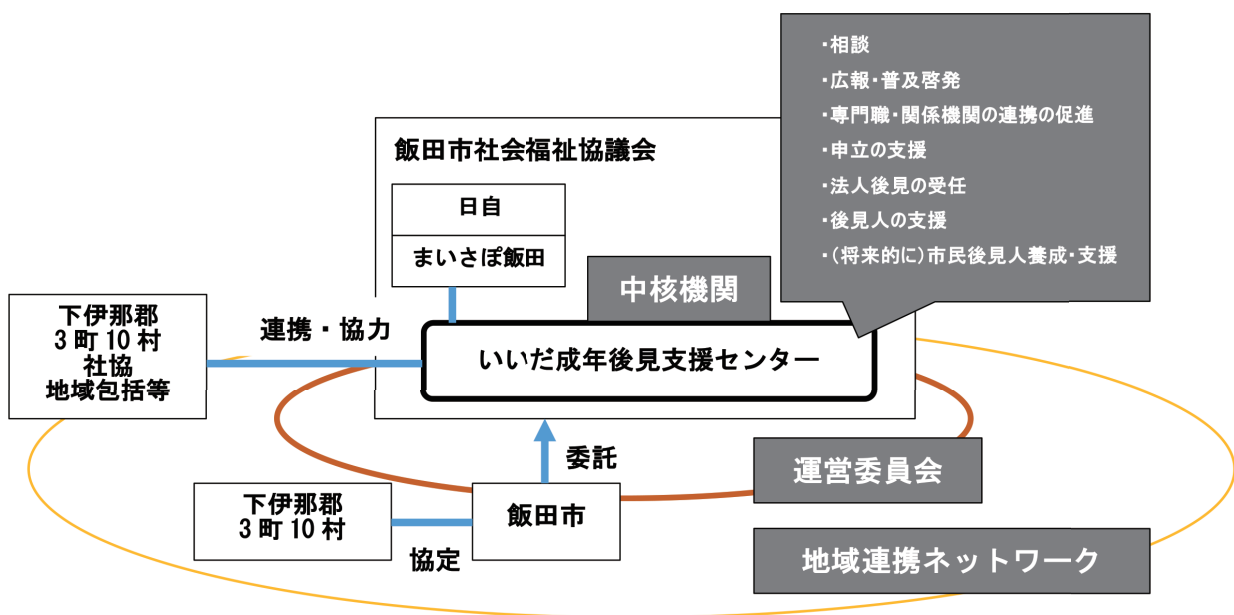 ・相談
・広報・普及啓発
・専門職・関係機関の連携の促進
・申立の支援
・法人後見の受任
・後見人の支援
・(将来的に)市民後見人養成・支援
飯田市社会福祉協議会
日自
まいさぽ飯田
中核機関
下伊那郡
3町10村
社協
地域包括等
連携・協力
いいだ成年後見支援センター
委託
運営委員会
下伊那郡
3町10村
飯田市
協定
地域連携ネットワーク